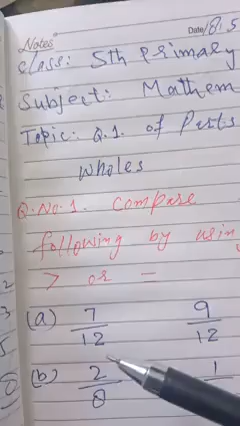 Notes
Date 18.5
Class: 5th Primary
Subject: Mathem
Topic: Q.1. of Parts
Wholes
Q.No.1. Compare
following by usin
> or =
(a) 7/12 9/12
(b) 2/8 1